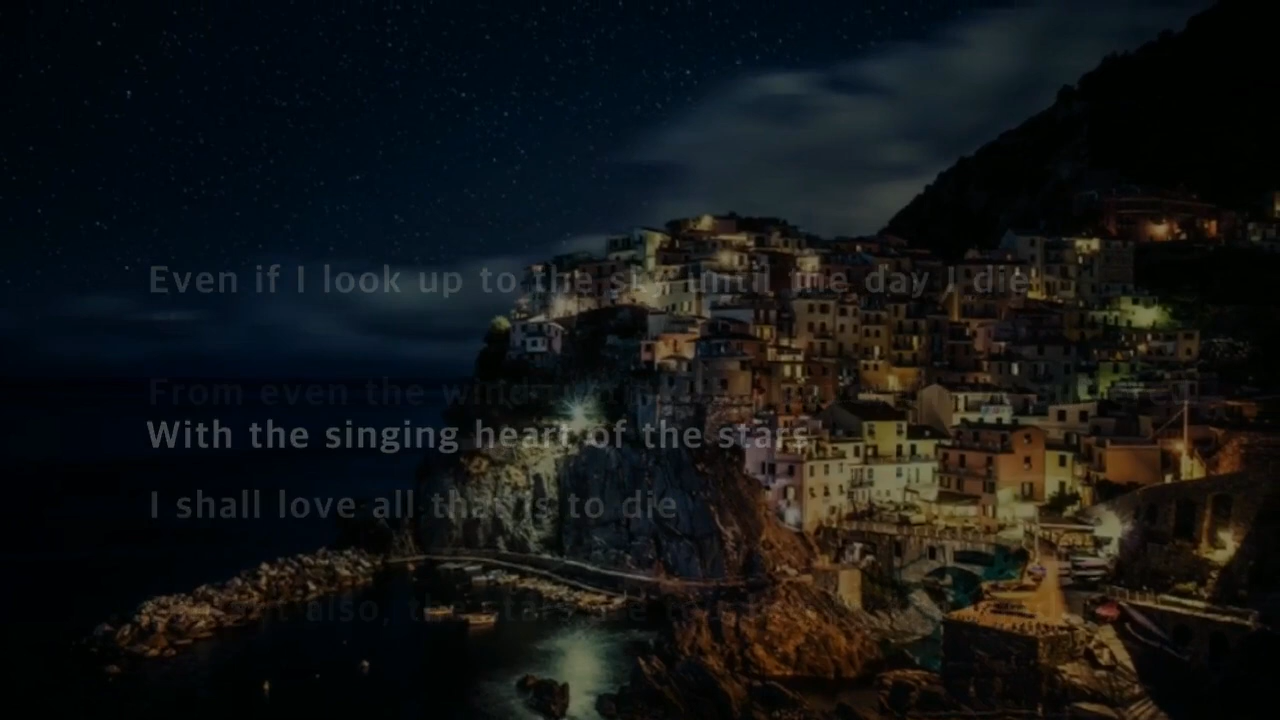 Even if I look up to the sky until the day I die
From even the wind
With the singing heart of the stars
I shall love all that is to die
also, the stars